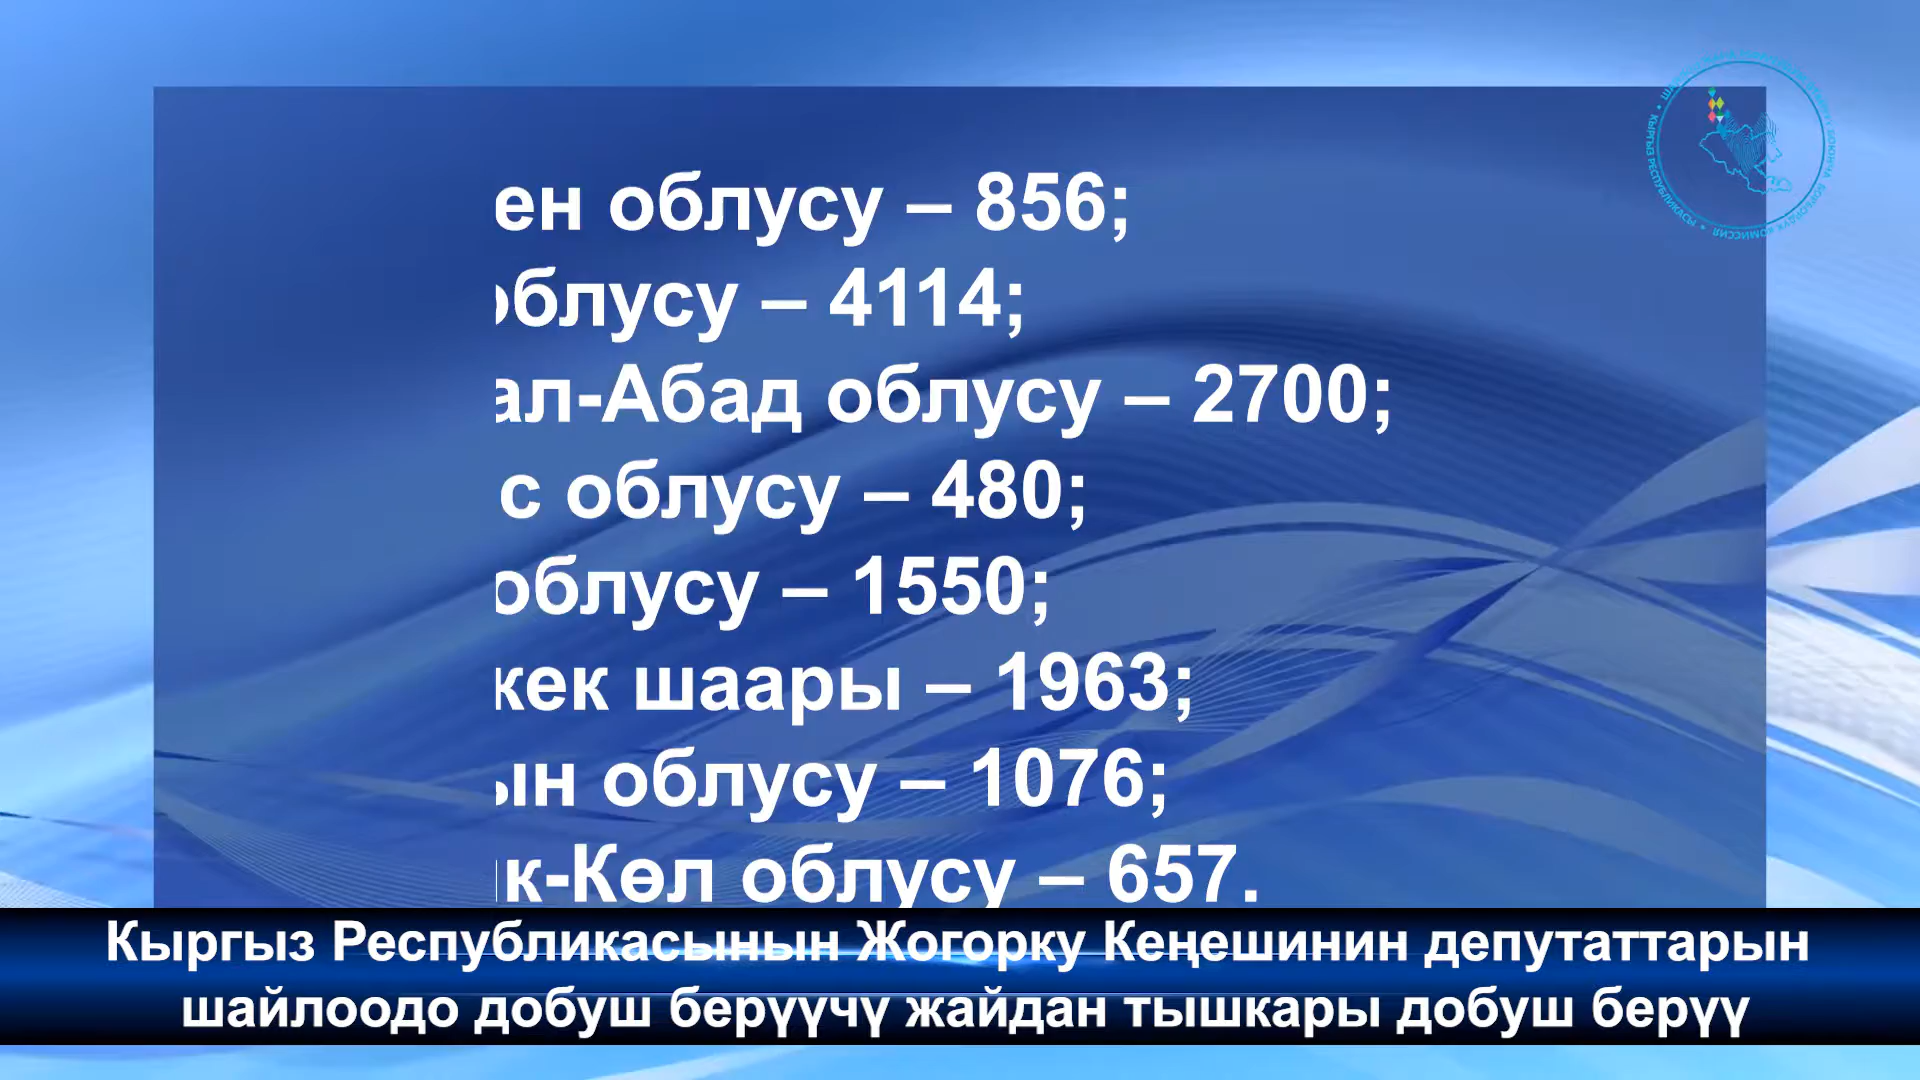 ен облусу – 856;
облусу – 4114;
ал-Абад облусу – 2700;
с облусу – 480;
облусу – 1550;
кек шаары – 1963;
ын облусу – 1076;
к-Көл облусу – 657.
Кыргыз Республикасынын Жогорку Кеңешинин депутаттарын
шайлоодо добуш берүүчү жайдан тышкары добуш берүү